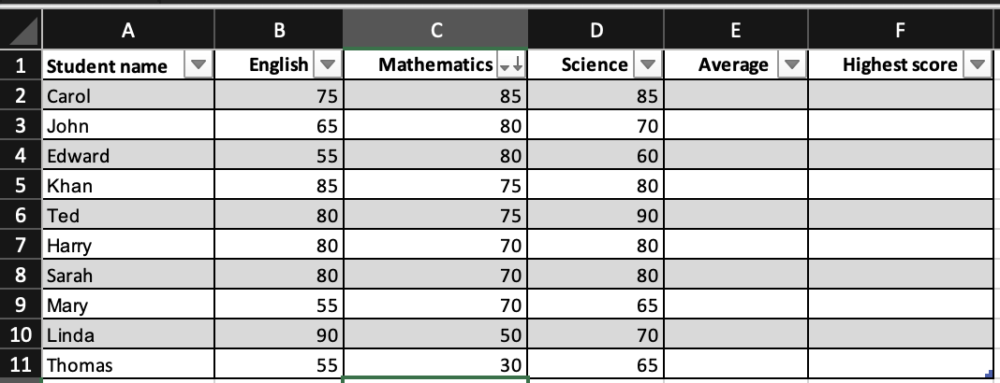 A B C D E F
1 Student name English Mathematics Science Average Highest score
2 Carol 75 85 85
3 John 65 80 70
4 Edward 55 80 60
5 Khan 85 75 80
6 Ted 80 75 90
7 Harry 80 70 80
8 Sarah 80 70 80
9 Mary 55 70 65
10 Linda 90 50 70
11 Thomas 55 30 65